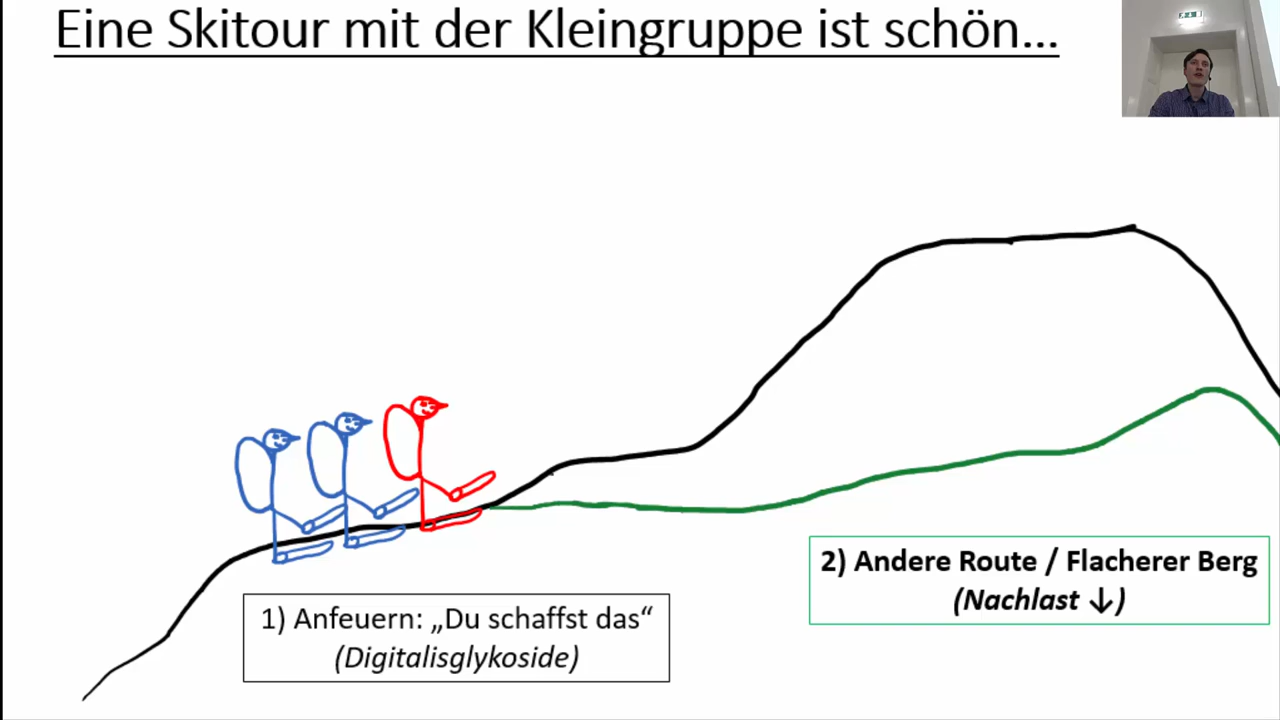 Eine Skitour mit der Kleingruppe ist schön...
1) Anfeuern: „Du schaffst das“
(Digitalisglykoside)
2) Andere Route / Flacherer Berg
(Nachlast ↓)